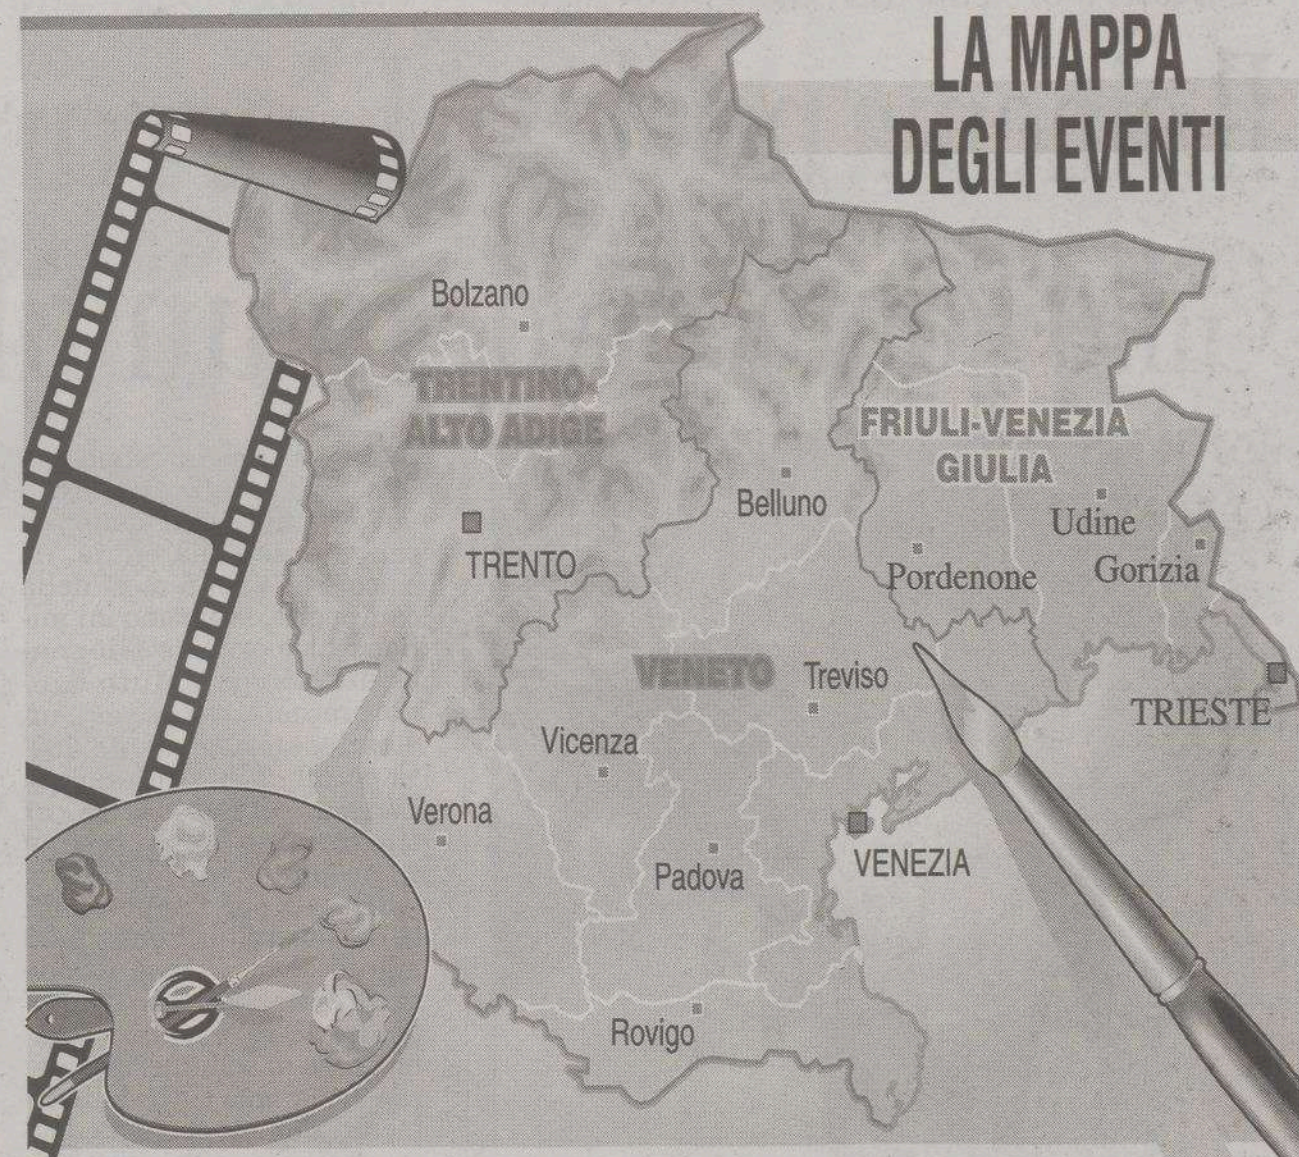 LA MAPPA
DEGLI EVENTI
Bolzano
TRENTINO-
ALTO ADIGE
FRIULI-VENEZIA
GIULIA
Belluno
Udine
TRENTO
Pordenone
Gorizia
VENETO
Treviso
TRIESTE
Vicenza
Verona
VENEZIA
Padova
Rovigo